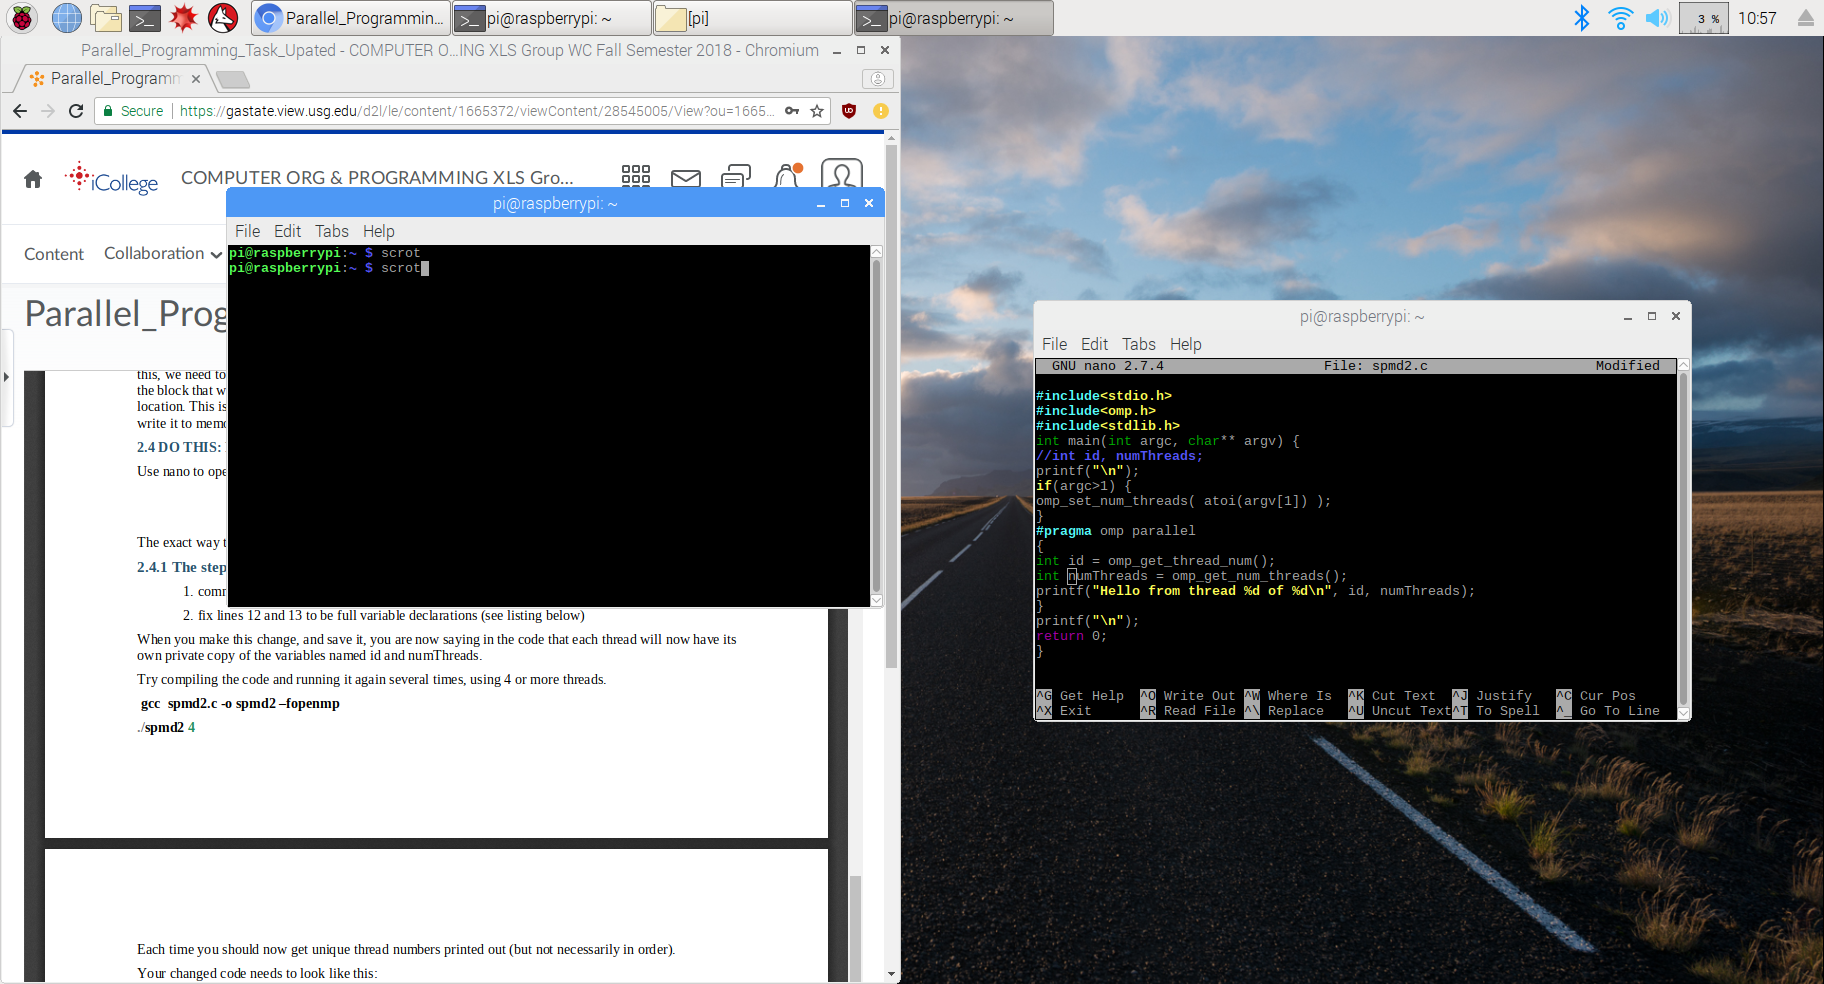 Parallel_Programmin...
pi@raspberrypi: ~
[pi]
pi@raspberrypi: ~
3 %
10:57
Parallel_Programming_Task_Upated - COMPUTER O...ING XLS Group WC Fall Semester 2018 - Chromium
Parallel_Programm
Secure
https://gastate.view.usg.edu/d2l/le/content/1665372/viewContent/28545005/View?ou=1665...
iCollege
COMPUTER ORG & PROGRAMMING XLS Gro...
Content
Collaboration
Parallel_Prog
this, we need to
the block that w
location. This is
write it to memo
2.4 DO THIS:
Use nano to ope
The exact way t
2.4.1 The step
1. comm
2. fix lines 12 and 13 to be full variable declarations (see listing below)
When you make this change, and save it, you are now saying in the code that each thread will now have its
own private copy of the variables named id and numThreads.
Try compiling the code and running it again several times, using 4 or more threads.
gcc spmd2.c -o spmd2 –fopenmp
./spmd2 4
Each time you should now get unique thread numbers printed out (but not necessarily in order).
Your changed code needs to look like this:
pi@raspberrypi: ~
File Edit Tabs Help
pi@raspberrypi:~ $ scrot
pi@raspberrypi:~ $ scrot
pi@raspberrypi: ~
File Edit Tabs Help
GNU nano 2.7.4 File: spmd2.c Modified
#include<stdio.h>
#include<omp.h>
#include<stdlib.h>
int main(int argc, char** argv) {
//int id, numThreads;
printf("\n");
if(argc>1) {
omp_set_num_threads( atoi(argv[1]) );
}
#pragma omp parallel
{
int id = omp_get_thread_num();
int numThreads = omp_get_num_threads();
printf("Hello from thread %d of %d\n", id, numThreads);
}
printf("\n");
return 0;
}
^G Get Help ^O Write Out ^W Where Is ^K Cut Text ^J Justify ^C Cur Pos
^X Exit ^R Read File ^\ Replace ^U Uncut Text ^T To Spell ^_ Go To Line